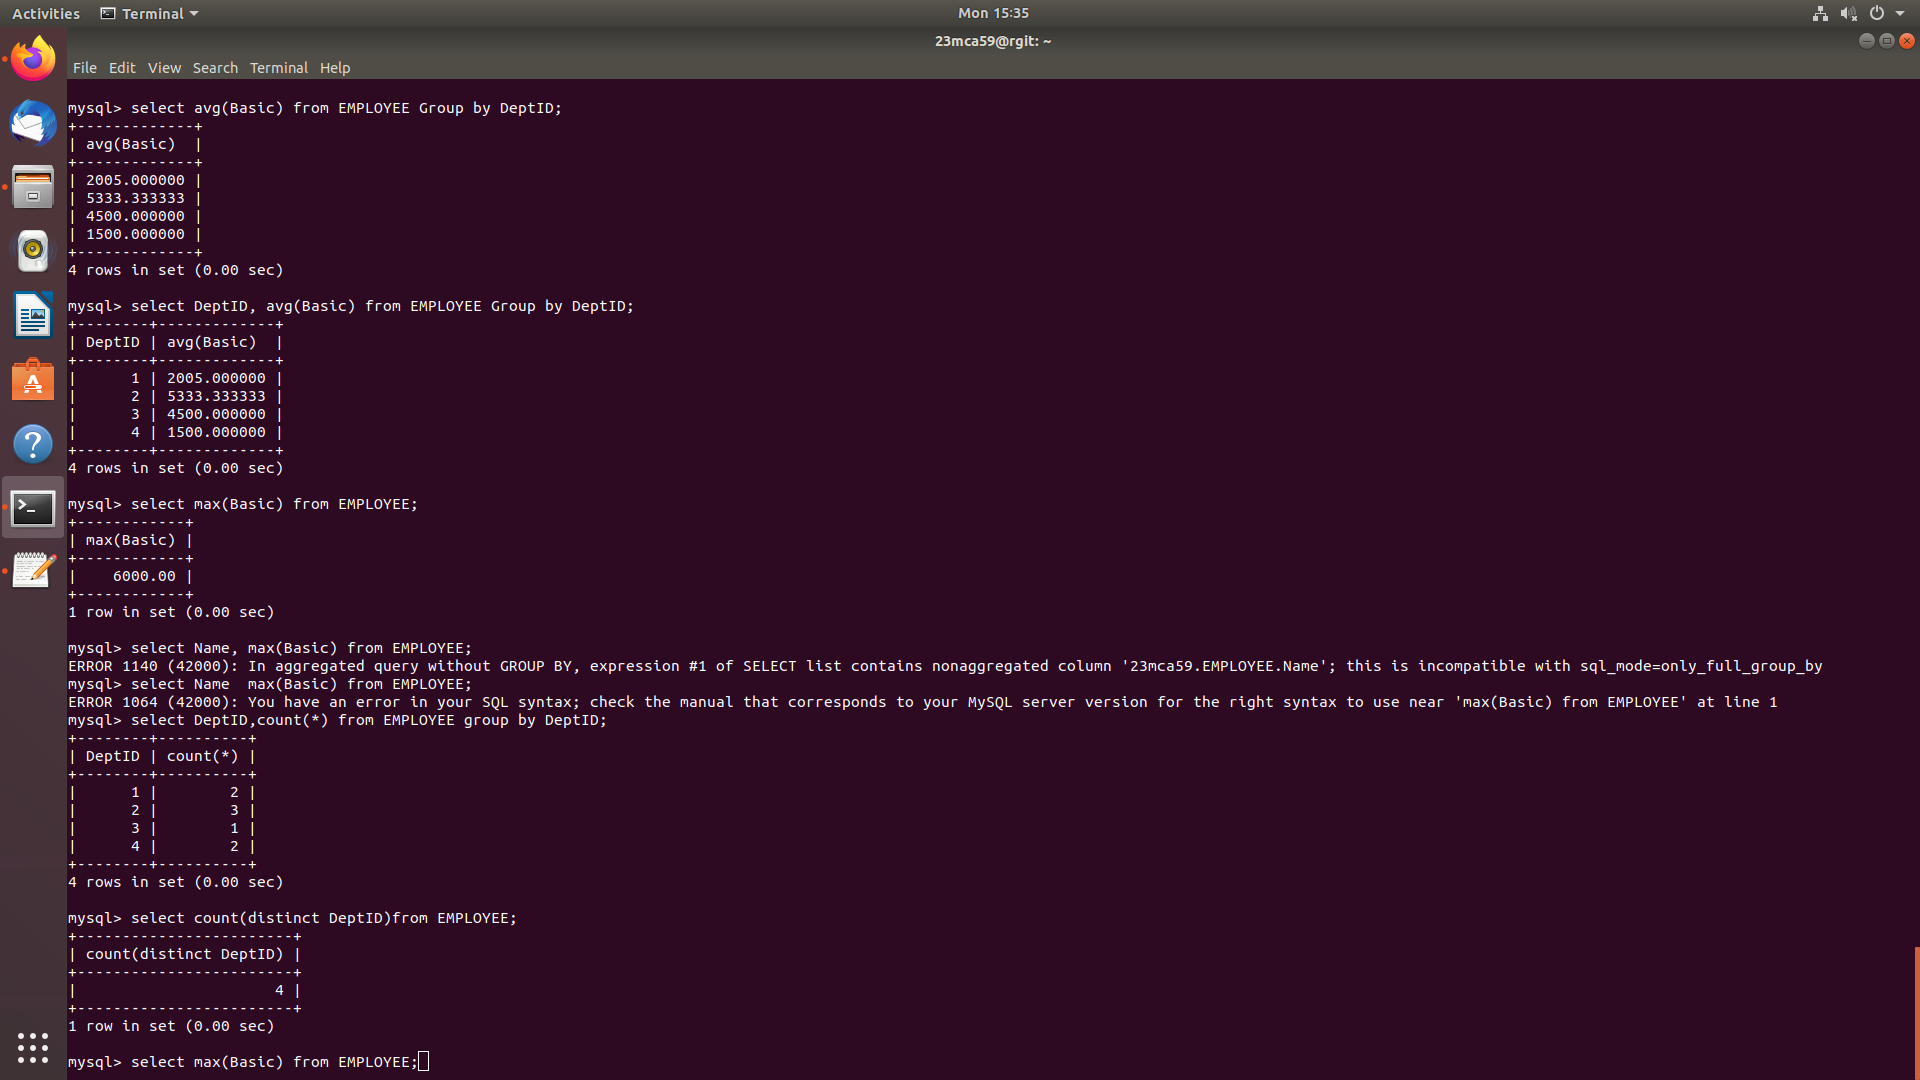 Activities Terminal Mon 15:35
23mca59@rgit: ~
File Edit View Search Terminal Help
mysql> select avg(Basic) from EMPLOYEE Group by DeptID;
+-------------+
| avg(Basic)  |
+-------------+
| 2005.000000 |
| 5333.333333 |
| 4500.000000 |
| 1500.000000 |
+-------------+
4 rows in set (0.00 sec)
mysql> select DeptID, avg(Basic) from EMPLOYEE Group by DeptID;
+--------+-------------+
| DeptID | avg(Basic)  |
+--------+-------------+
|      1 | 2005.000000 |
|      2 | 5333.333333 |
|      3 | 4500.000000 |
|      4 | 1500.000000 |
+--------+-------------+
4 rows in set (0.00 sec)
mysql> select max(Basic) from EMPLOYEE;
+------------+
| max(Basic) |
+------------+
|    6000.00 |
+------------+
1 row in set (0.00 sec)
mysql> select Name, max(Basic) from EMPLOYEE;
ERROR 1140 (42000): In aggregated query without GROUP BY, expression #1 of SELECT list contains nonaggregated column '23mca59.EMPLOYEE.Name'; this is incompatible with sql_mode=only_full_group_by
mysql> select Name  max(Basic) from EMPLOYEE;
ERROR 1064 (42000): You have an error in your SQL syntax; check the manual that corresponds to your MySQL server version for the right syntax to use near 'max(Basic) from EMPLOYEE' at line 1
mysql> select DeptID,count(*) from EMPLOYEE group by DeptID;
+--------+----------+
| DeptID | count(*) |
+--------+----------+
|      1 |        2 |
|      2 |        3 |
|      3 |        1 |
|      4 |        2 |
+--------+----------+
4 rows in set (0.00 sec)
mysql> select count(distinct DeptID)from EMPLOYEE;
+------------------------+
| count(distinct DeptID) |
+------------------------+
|                      4 |
+------------------------+
1 row in set (0.00 sec)
mysql> select max(Basic) from EMPLOYEE;